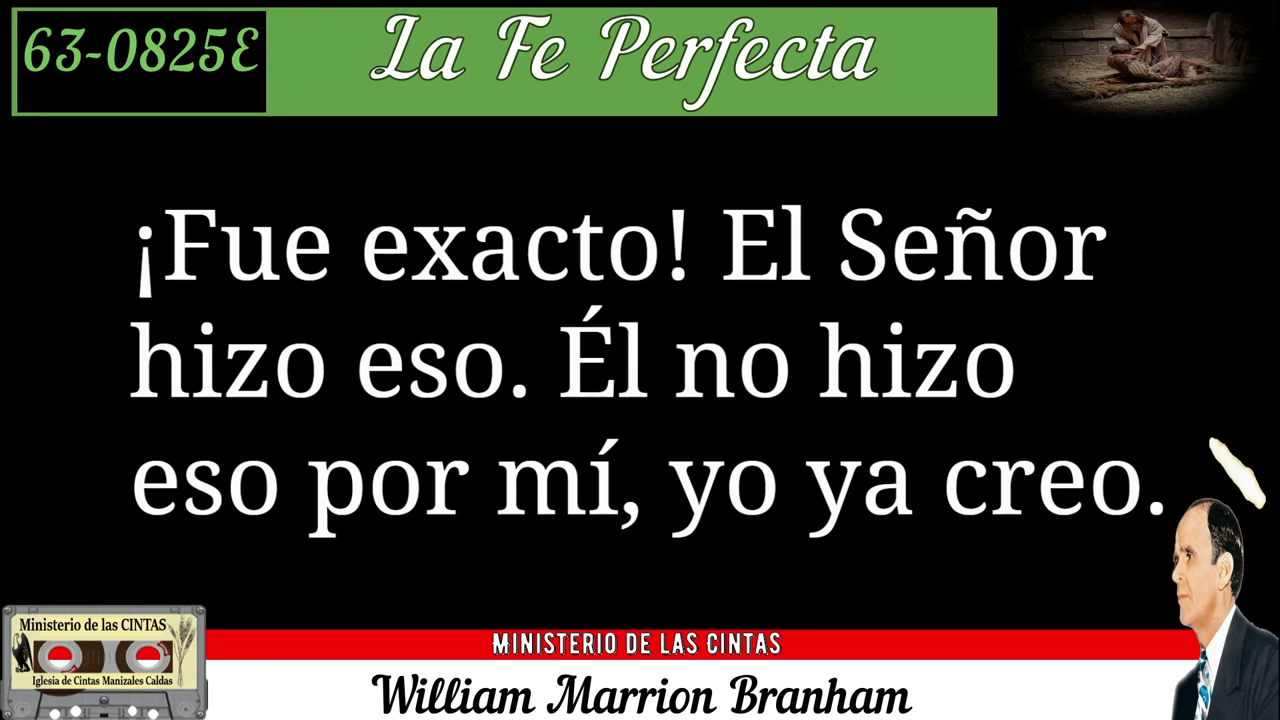 63-0825E
La Fe Perfecta
¡Fue exacto! El Señor
hizo eso. Él no hizo
eso por mí, yo ya creo.
Ministerio de las CINTAS
Iglesia de Cintas Manizales Caldas
MINISTERIO DE LAS CINTAS
William Marrion Branham